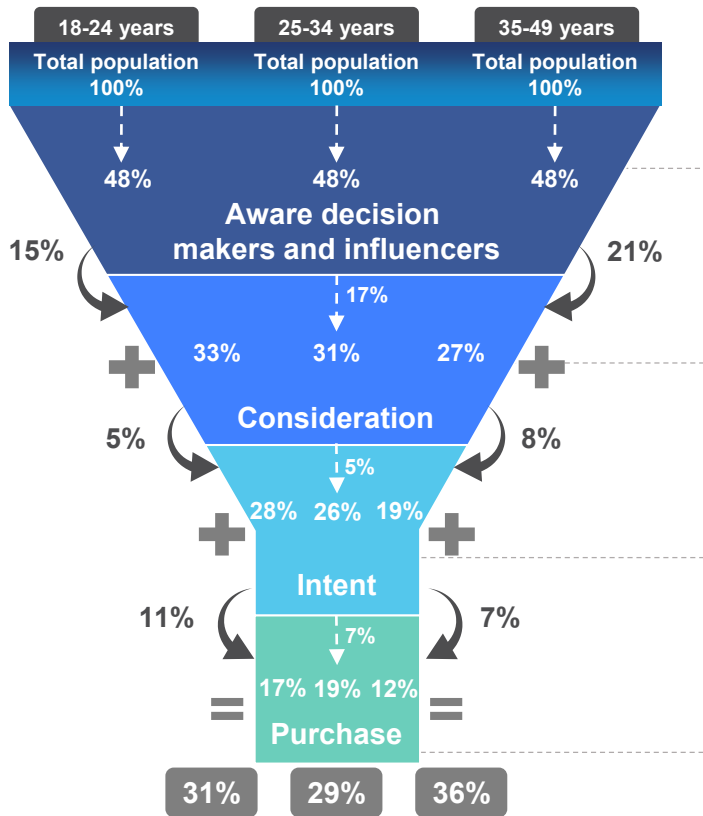 18-24 years 25-34 years 35-49 years
Total population Total population Total population
100% 100% 100%
48% 48% 48%
Aware decision
makers and influencers
15% 21%
17%
33% 31% 27%
+ +
Consideration
5% 8%
5%
28% 26% 19%
+ +
Intent
11% 7%
7%
17% 19% 12%
= =
Purchase
31% 29% 36%